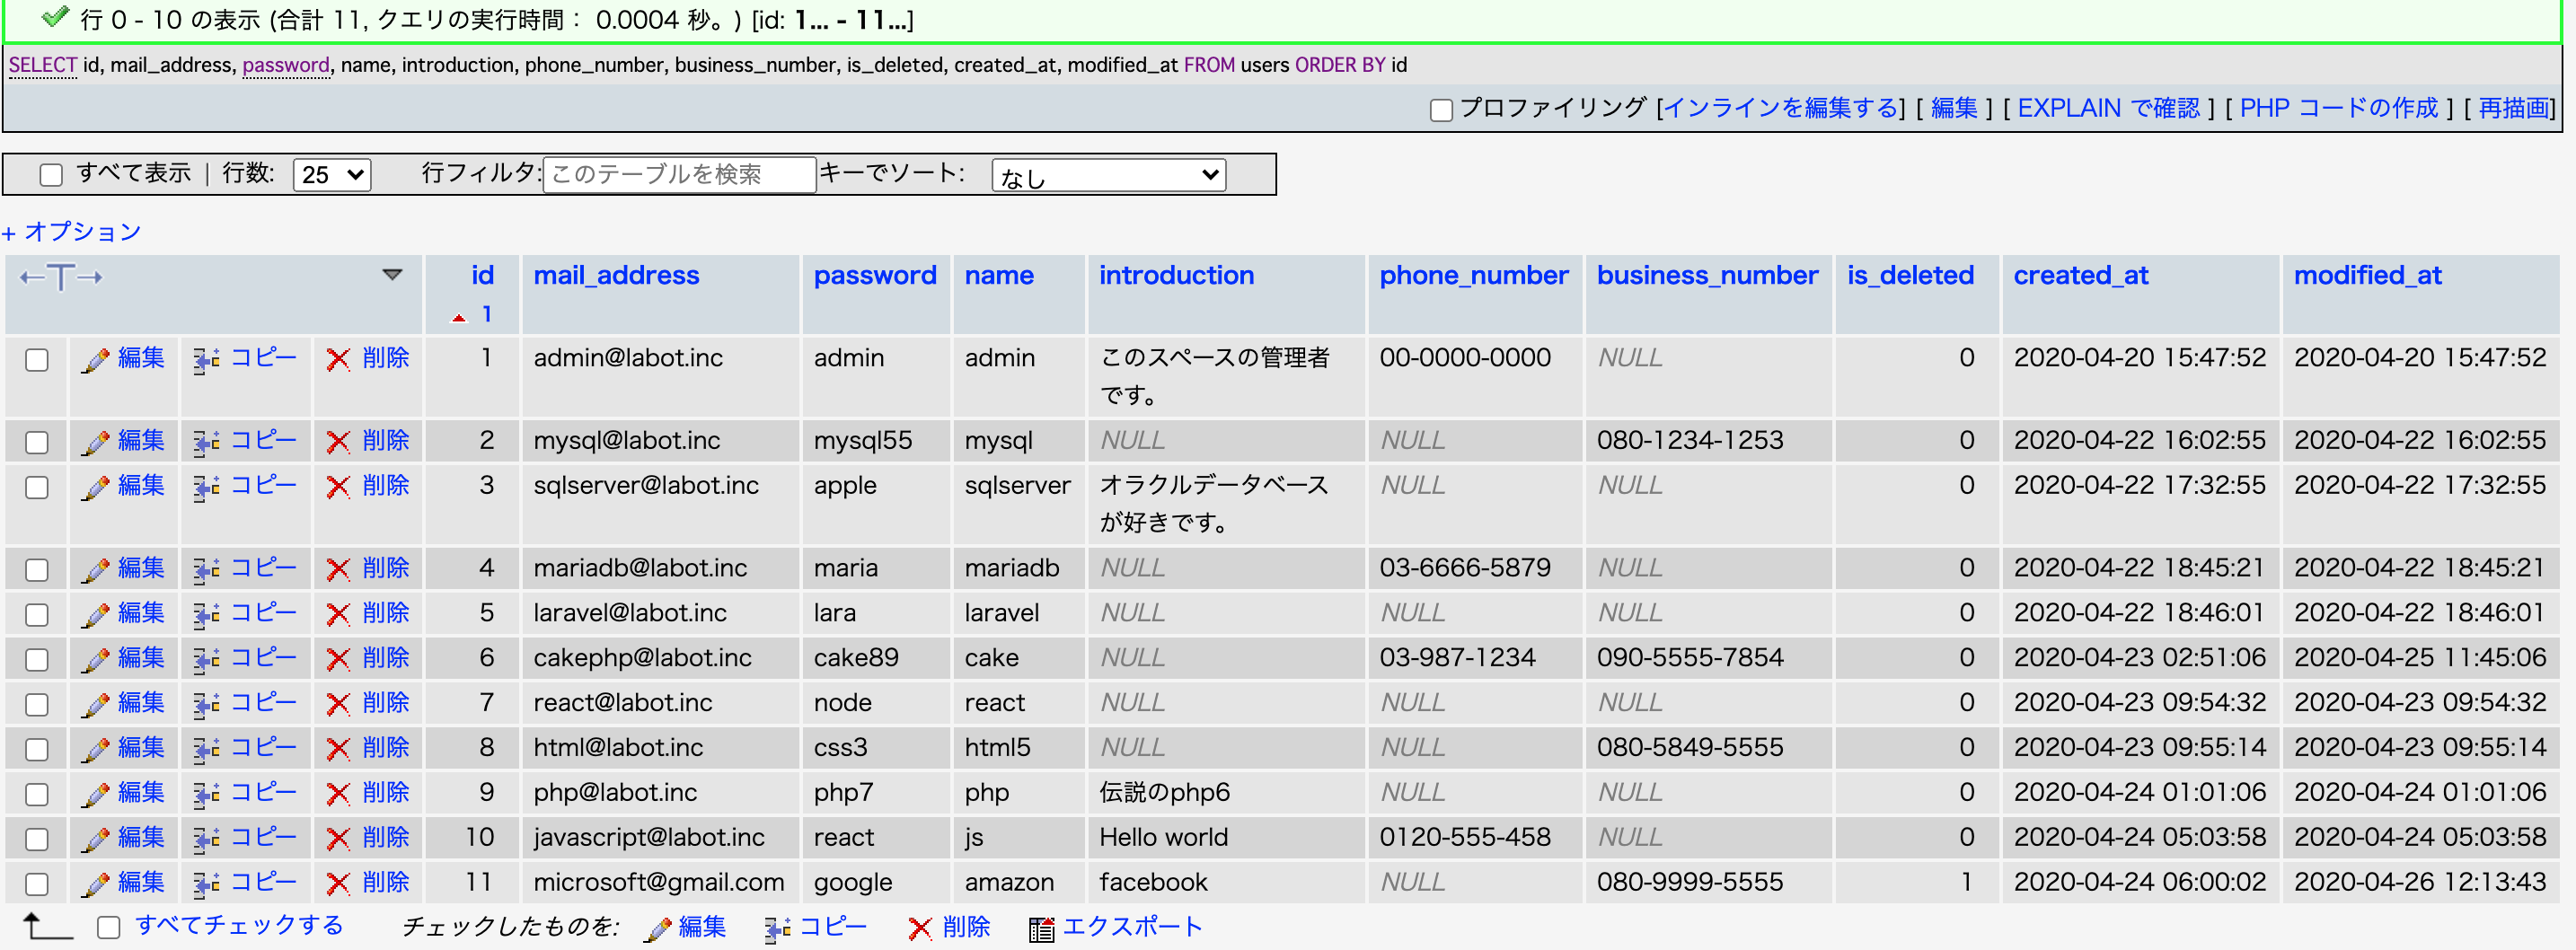 行 0 - 10 の表示 (合計 11, クエリの実行時間： 0.0004 秒。) [id: 1... - 11...]
SELECT id, mail_address, password, name, introduction, phone_number, business_number, is_deleted, created_at, modified_at FROM users ORDER BY id
プロファイリング [インラインを編集する] [ 編集 ] [ EXPLAIN で確認 ] [ PHP コードの作成 ] [ 再描画]
すべて表示 | 行数: 25 行フィルタ: このテーブルを検索 キーでソート: なし
+ オプション
←T→ id mail_address password name introduction phone_number business_number is_deleted created_at modified_at
1
編集 コピー 削除 1 admin@labot.inc admin admin このスペースの管理者 00-0000-0000 NULL 0 2020-04-20 15:47:52 2020-04-20 15:47:52
です。
編集 コピー 削除 2 mysql@labot.inc mysql55 mysql NULL NULL 080-1234-1253 0 2020-04-22 16:02:55 2020-04-22 16:02:55
編集 コピー 削除 3 sqlserver@labot.inc apple sqlserver オラクルデータベース NULL NULL 0 2020-04-22 17:32:55 2020-04-22 17:32:55
が好きです。
編集 コピー 削除 4 mariadb@labot.inc maria mariadb NULL 03-6666-5879 NULL 0 2020-04-22 18:45:21 2020-04-22 18:45:21
編集 コピー 削除 5 laravel@labot.inc lara laravel NULL NULL NULL 0 2020-04-22 18:46:01 2020-04-22 18:46:01
編集 コピー 削除 6 cakephp@labot.inc cake89 cake NULL 03-987-1234 090-5555-7854 0 2020-04-23 02:51:06 2020-04-25 11:45:06
編集 コピー 削除 7 react@labot.inc node react NULL NULL NULL 0 2020-04-23 09:54:32 2020-04-23 09:54:32
編集 コピー 削除 8 html@labot.inc css3 html5 NULL NULL 080-5849-5555 0 2020-04-23 09:55:14 2020-04-23 09:55:14
編集 コピー 削除 9 php@labot.inc php7 php 伝説のphp6 NULL NULL 0 2020-04-24 01:01:06 2020-04-24 01:01:06
編集 コピー 削除 10 javascript@labot.inc react js Hello world 0120-555-458 NULL 0 2020-04-24 05:03:58 2020-04-24 05:03:58
編集 コピー 削除 11 microsoft@gmail.com google amazon facebook NULL 080-9999-5555 1 2020-04-24 06:00:02 2020-04-26 12:13:43
すべてチェックする チェックしたものを: 編集 コピー 削除 エクスポート